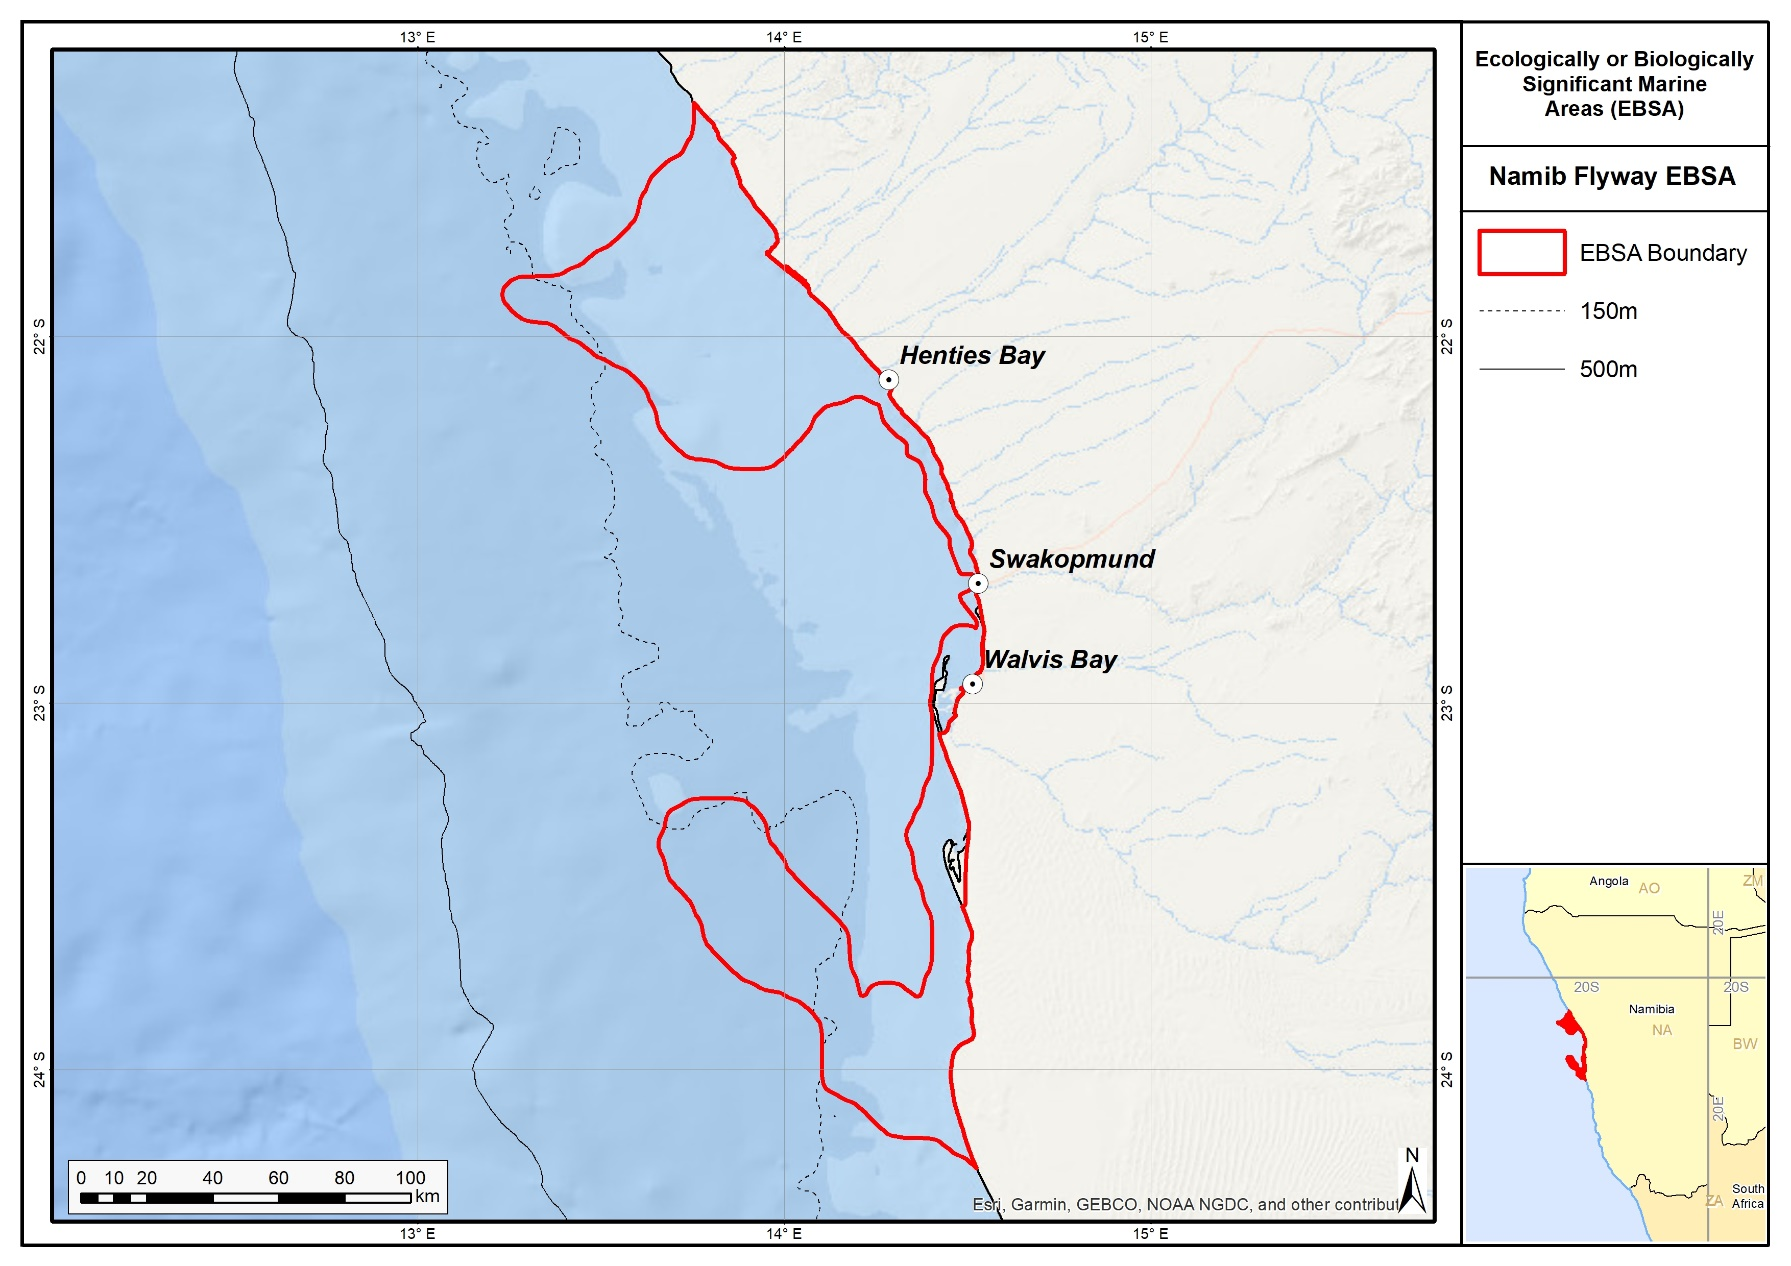 13° E
14° E
15° E
22° S
22° S
23° S
23° S
24° S
24° S
Henties Bay
Swakopmund
Walvis Bay
0 10 20 40 60 80 100
km
N
Esri, Garmin, GEBCO, NOAA NGDC, and other contribut
13° E
14° E
15° E
Ecologically or Biologically
Significant Marine
Areas (EBSA)
Namib Flyway EBSA
EBSA Boundary
150m
500m
Angola
AO
ZM
20E
20S
20S
Namibia
NA
BW
20E
ZA
South
Africa